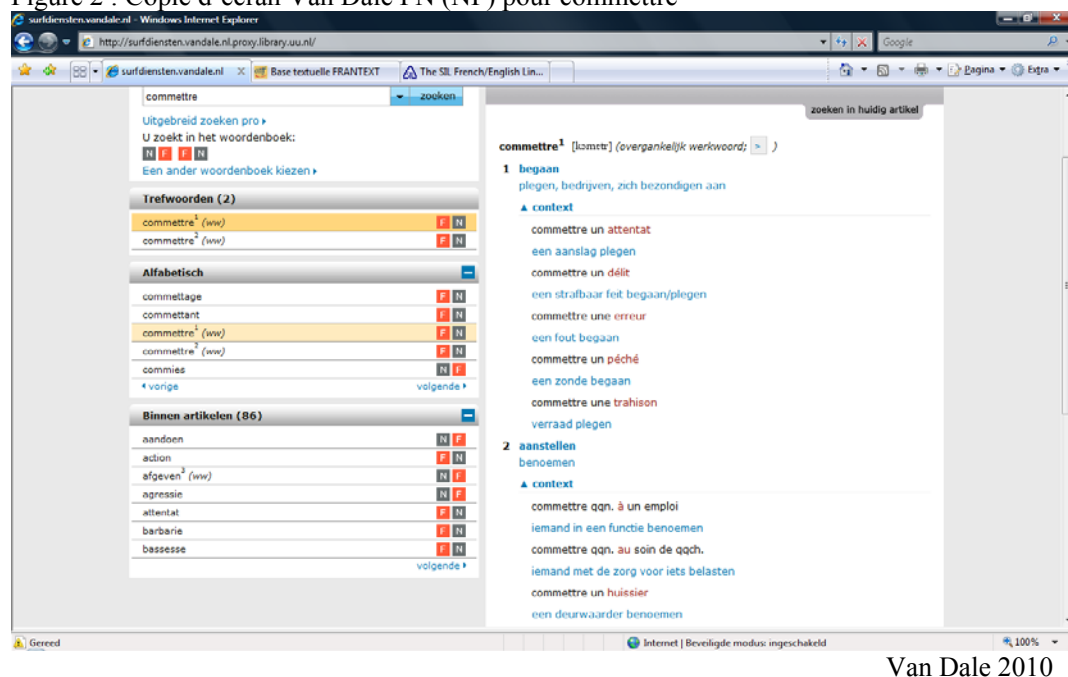 Figure 2 : Copie d'écran Van Dale FN (NF) pour commettre
surfdiensten.vandale.nl - Windows Internet Explorer
http://surfdiensten.vandale.nl.proxy.library.uu.nl/
Google
surfdiensten.vandale.nl
Base textuelle FRANTEXT
The SIL French/English Lin...
Pagina
Extra
commettre
zoeken
Uitgebreid zoeken pro
U zoekt in het woordenboek:
N F F N
Een ander woordenboek kiezen
Trefwoorden (2)
commettre1 (ww) F N
commettre2 (ww) F N
Alfabetisch
commettage F N
commettant F N
commettre1 (ww) F N
commettre2 (ww) F N
commies N F
vorige volgende
Binnen artikelen (86)
aandoen N F
action F N
afgeven3 (ww) N F
agressie N F
attentat F N
barbarie F N
bassesse F N
volgende
zoeken in huidig artikel
commettre1 [kɔmεtr] (overgankelijk werkwoord; > )
1 begaan
plegen, bedrijven, zich bezondigen aan
▲ context
commettre un attentat
een aanslag plegen
commettre un délit
een strafbaar feit begaan/plegen
commettre une erreur
een fout begaan
commettre un péché
een zonde begaan
commettre une trahison
verraad plegen
2 aanstellen
benoemen
▲ context
commettre qqn. à un emploi
iemand in een functie benoemen
commettre qqn. au soin de qqch.
iemand met de zorg voor iets belasten
commettre un huissier
een deurwaarder benoemen
Gereed
Internet | Beveiligde modus: ingeschakeld
100%
Van Dale 2010